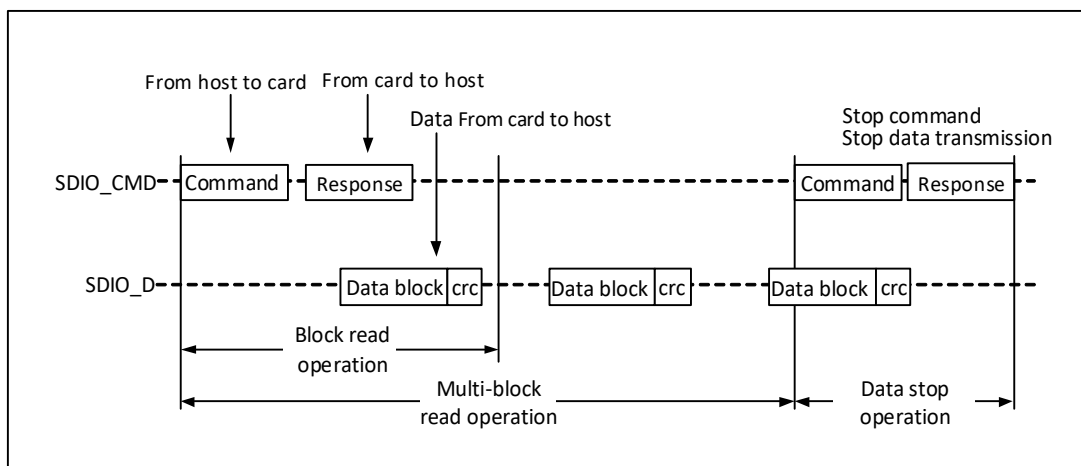 From host to card
From card to host
Data From card to host
Stop command
Stop data transmission
SDIO_CMD
Command
Response
Command
Response
SDIO_D
Data block
crc
Data block
crc
Data block
crc
Block read
operation
Multi-block
read operation
Data stop
operation